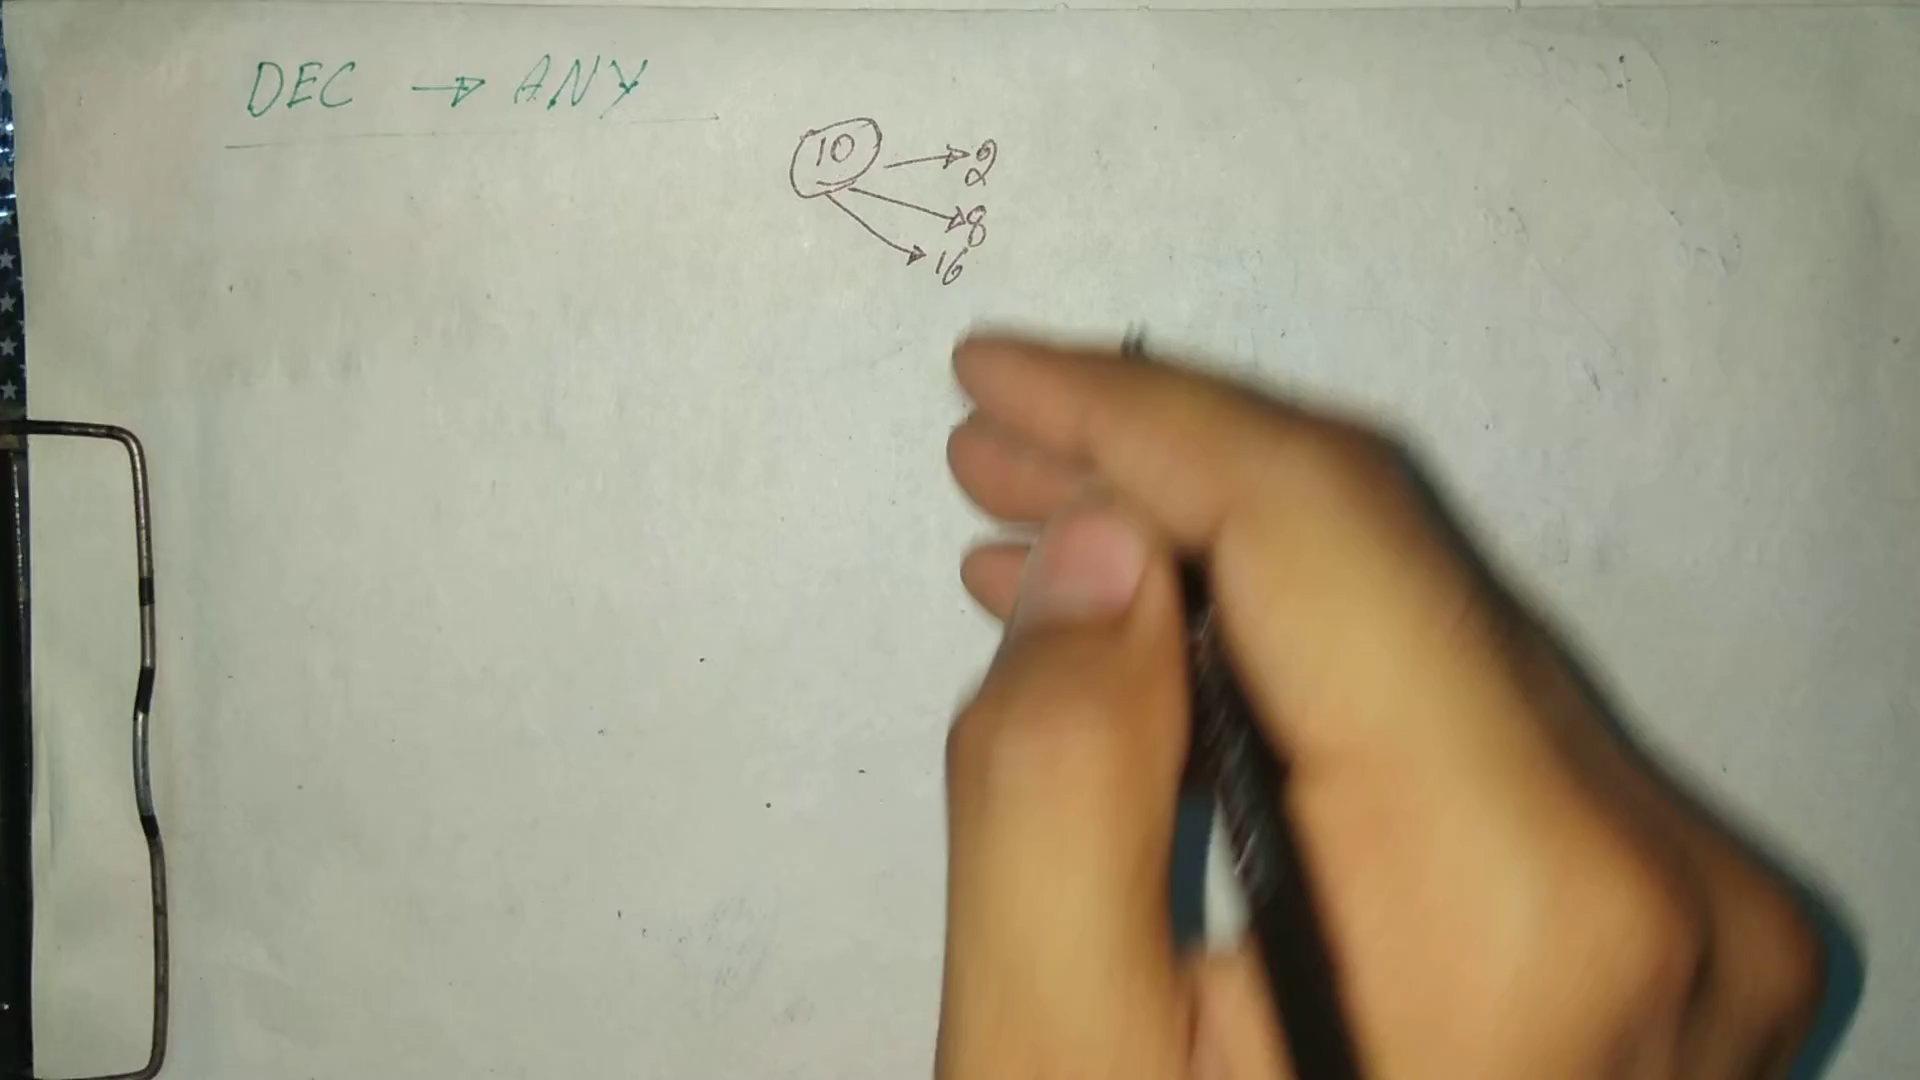 DEC → ANY
10 → 2
→ 8
→ 16